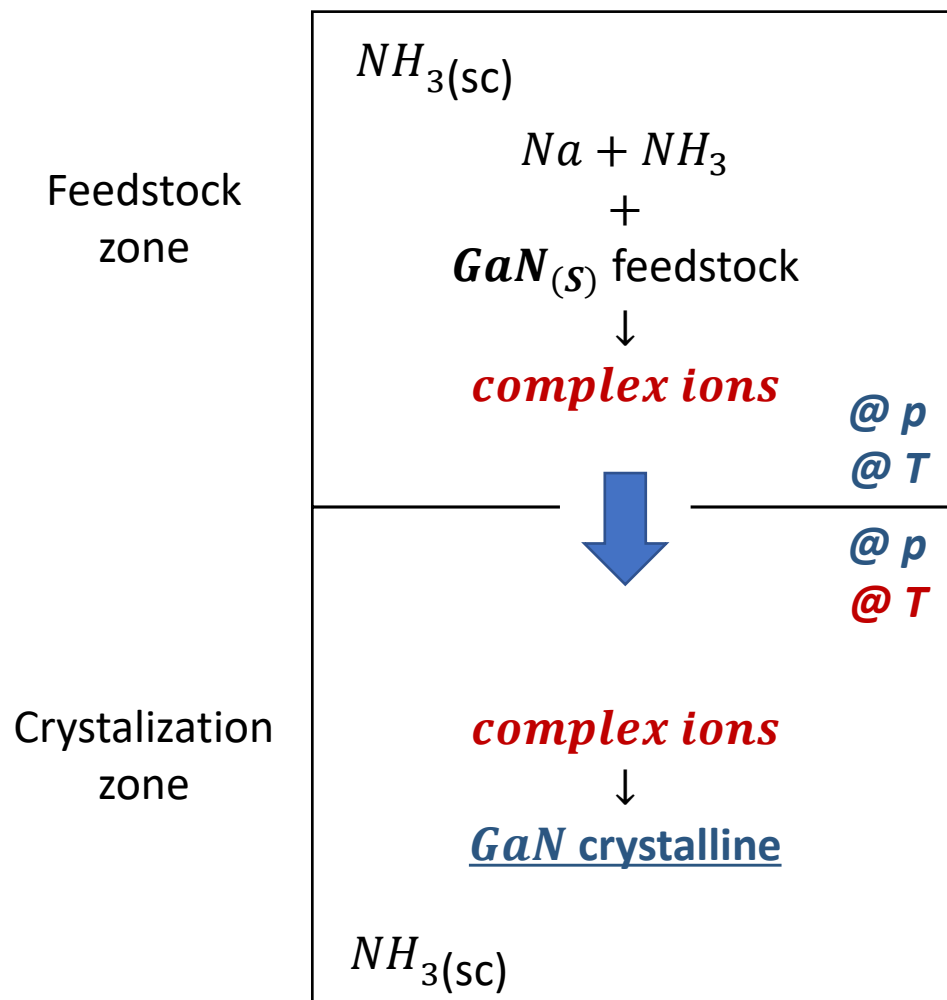 NH₃(sc)
Na + NH₃
+
Feedstock
zone
GaN(s) feedstock
↓
complex ions
@ p
@ T
@ p
@ T
Crystalization
zone
complex ions
↓
GaN crystalline
NH₃(sc)